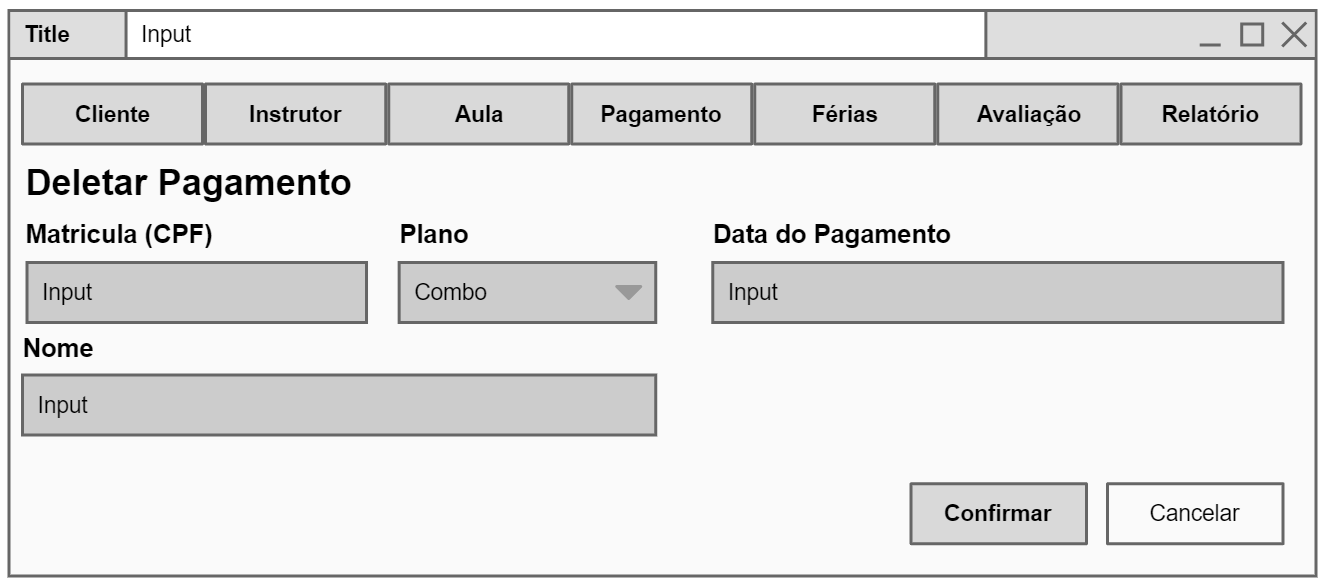 Title Input
Cliente Instrutor Aula Pagamento Férias Avaliação Relatório
Deletar Pagamento
Matricula (CPF) Plano Data do Pagamento
Input Combo Input
Nome
Input
Confirmar Cancelar